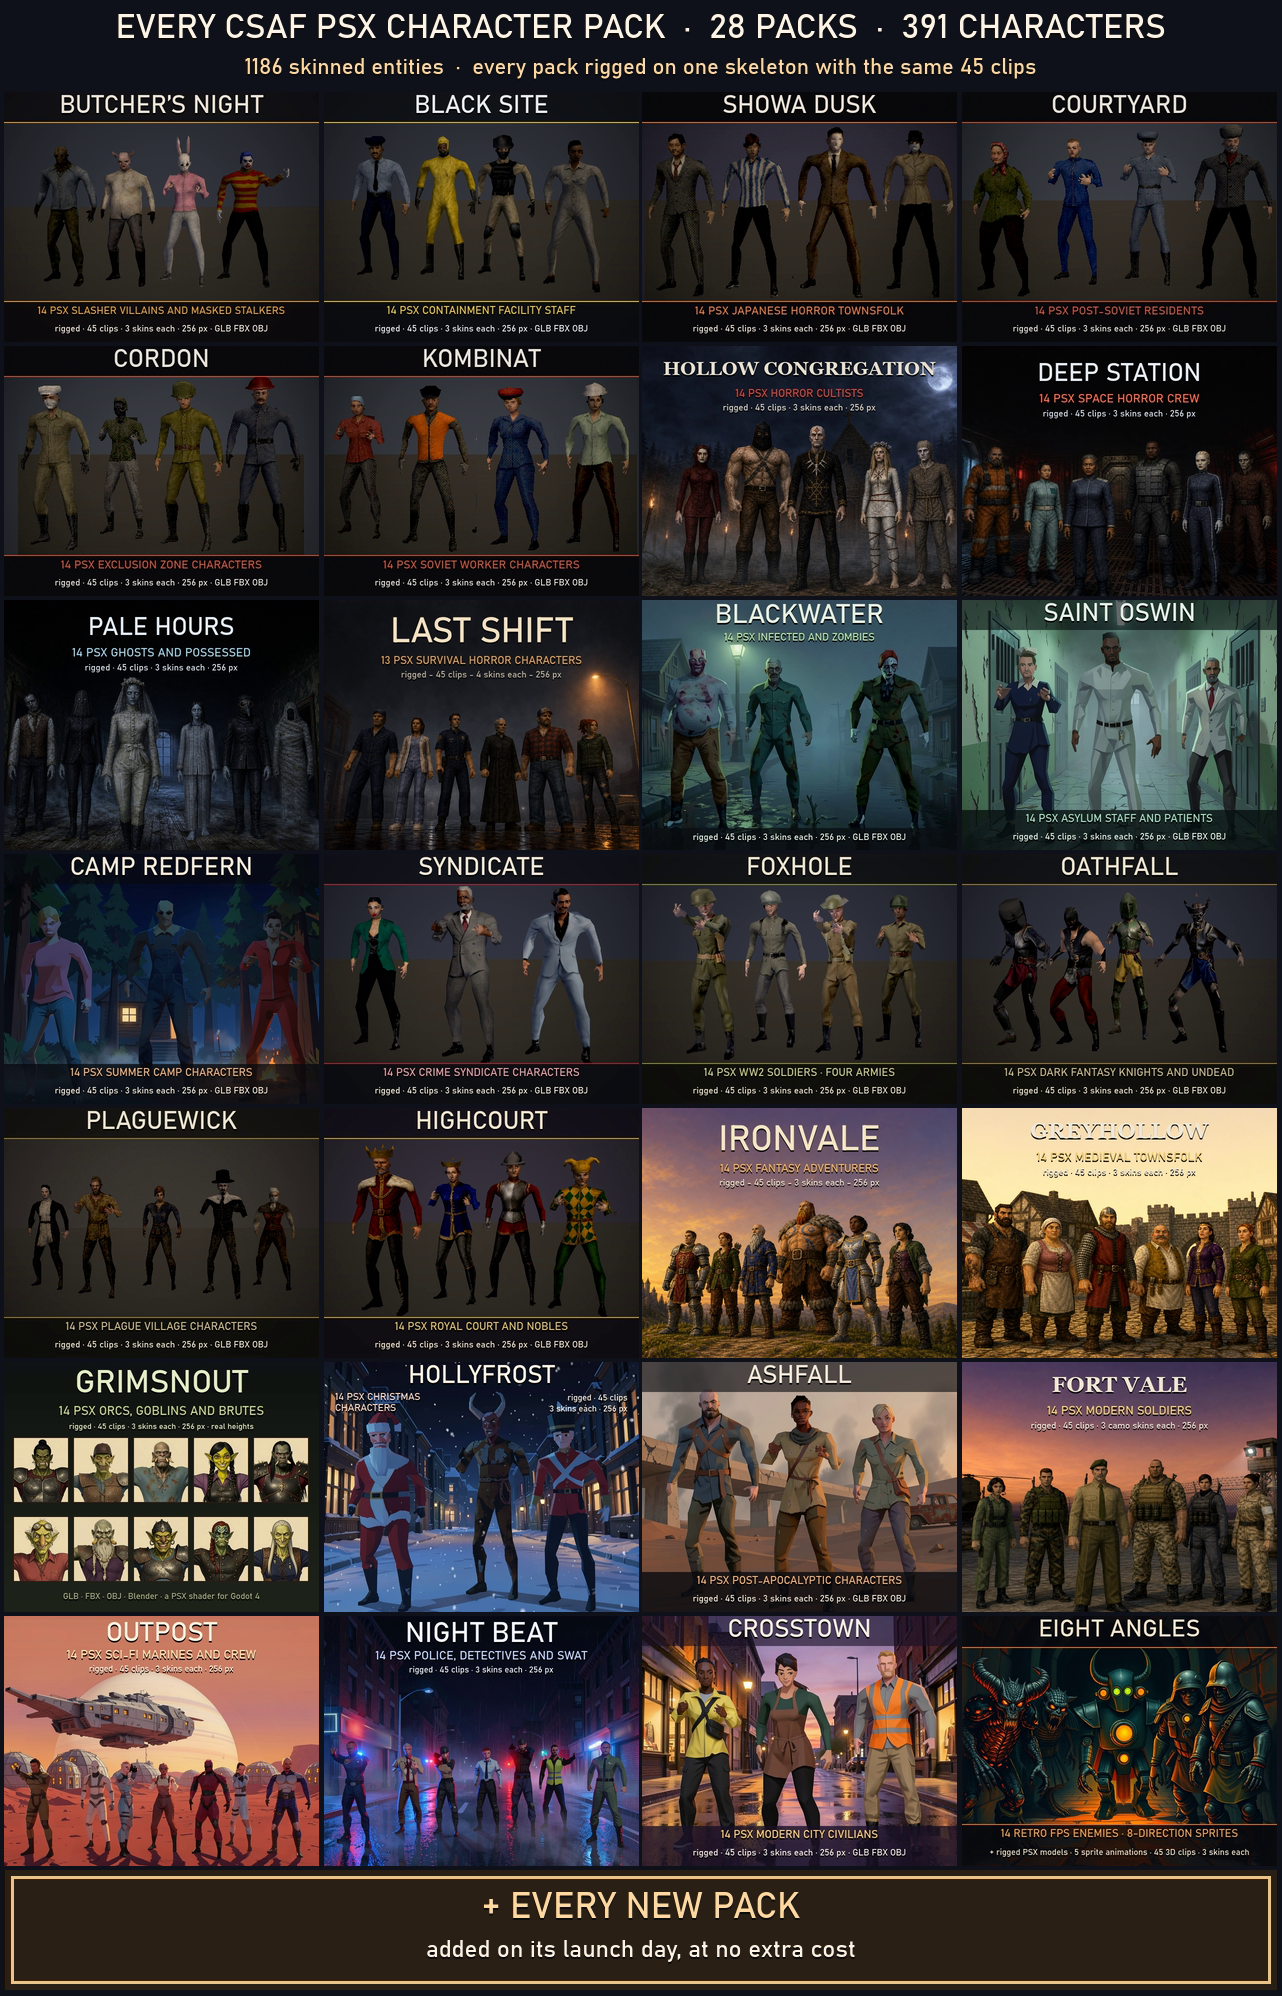 EVERY CSAF PSX CHARACTER PACK · 28 PACKS · 391 CHARACTERS
1186 skinned entities · every pack rigged on one skeleton with the same 45 clips
BUTCHER'S NIGHT
14 PSX SLASHER VILLAINS AND MASKED STALKERS
rigged · 45 clips · 3 skins each · 256 px · GLB FBX OBJ
BLACK SITE
14 PSX CONTAINMENT FACILITY STAFF
rigged · 45 clips · 3 skins each · 256 px · GLB FBX OBJ
SHOWA DUSK
14 PSX JAPANESE HORROR TOWNSFOLK
rigged · 45 clips · 3 skins each · 256 px · GLB FBX OBJ
COURTYARD
14 PSX POST-SOVIET RESIDENTS
rigged · 45 clips · 3 skins each · 256 px · GLB FBX OBJ
CORDON
14 PSX EXCLUSION ZONE CHARACTERS
rigged · 45 clips · 3 skins each · 256 px · GLB FBX OBJ
KOMBINAT
14 PSX SOVIET WORKER CHARACTERS
rigged · 45 clips · 3 skins each · 256 px · GLB FBX OBJ
HOLLOW CONGREGATION
14 PSX HORROR CULTISTS
rigged · 45 clips · 3 skins each · 256 px
DEEP STATION
14 PSX SPACE HORROR CREW
rigged · 45 clips · 3 skins each · 256 px
PALE HOURS
14 PSX GHOSTS AND POSSESSED
rigged · 45 clips · 3 skins each · 256 px
LAST SHIFT
13 PSX SURVIVAL HORROR CHARACTERS
rigged - 45 clips - 4 skins each - 256 px
BLACKWATER
14 PSX INFECTED AND ZOMBIES
rigged · 45 clips · 3 skins each · 256 px · GLB FBX OBJ
SAINT OSWIN
14 PSX ASYLUM STAFF AND PATIENTS
rigged · 45 clips · 3 skins each · 256 px · GLB FBX OBJ
CAMP REDFERN
14 PSX SUMMER CAMP CHARACTERS
rigged · 45 clips · 3 skins each · 256 px · GLB FBX OBJ
SYNDICATE
14 PSX CRIME SYNDICATE CHARACTERS
rigged · 45 clips · 3 skins each · 256 px · GLB FBX OBJ
FOXHOLE
14 PSX WW2 SOLDIERS · FOUR ARMIES
rigged · 45 clips · 3 skins each · 256 px · GLB FBX OBJ
OATHFALL
14 PSX DARK FANTASY KNIGHTS AND UNDEAD
rigged · 45 clips · 3 skins each · 256 px · GLB FBX OBJ
PLAGUEWICK
14 PSX PLAGUE VILLAGE CHARACTERS
rigged · 45 clips · 3 skins each · 256 px · GLB FBX OBJ
HIGHCOURT
14 PSX ROYAL COURT AND NOBLES
rigged · 45 clips · 3 skins each · 256 px · GLB FBX OBJ
IRONVALE
14 PSX FANTASY ADVENTURERS
rigged - 45 clips - 3 skins each - 256 px
GREYHOLLOW
14 PSX MEDIEVAL TOWNSFOLK
rigged · 45 clips · 3 skins each · 256 px
GRIMSNOUT
14 PSX ORCS, GOBLINS AND BRUTES
rigged · 45 clips · 3 skins each · 256 px · real heights
GLB · FBX · OBJ · Blender · a PSX shader for Godot 4
HOLLYFROST
14 PSX CHRISTMAS
CHARACTERS
rigged · 45 clips
3 skins each · 256 px
ASHFALL
14 PSX POST-APOCALYPTIC CHARACTERS
rigged · 45 clips · 3 skins each · 256 px · GLB FBX OBJ
FORT VALE
14 PSX MODERN SOLDIERS
rigged · 45 clips · 3 camo skins each · 256 px
OUTPOST
14 PSX SCI-FI MARINES AND CREW
rigged · 45 clips · 3 skins each · 256 px
NIGHT BEAT
14 PSX POLICE, DETECTIVES AND SWAT
rigged · 45 clips · 3 skins each · 256 px
CROSSTOWN
14 PSX MODERN CITY CIVILIANS
rigged · 45 clips · 3 skins each · 256 px · GLB FBX OBJ
EIGHT ANGLES
14 RETRO FPS ENEMIES · 8-DIRECTION SPRITES
+ rigged PSX models · 5 sprite animations · 45 3D clips · 3 skins each
+ EVERY NEW PACK
added on its launch day, at no extra cost